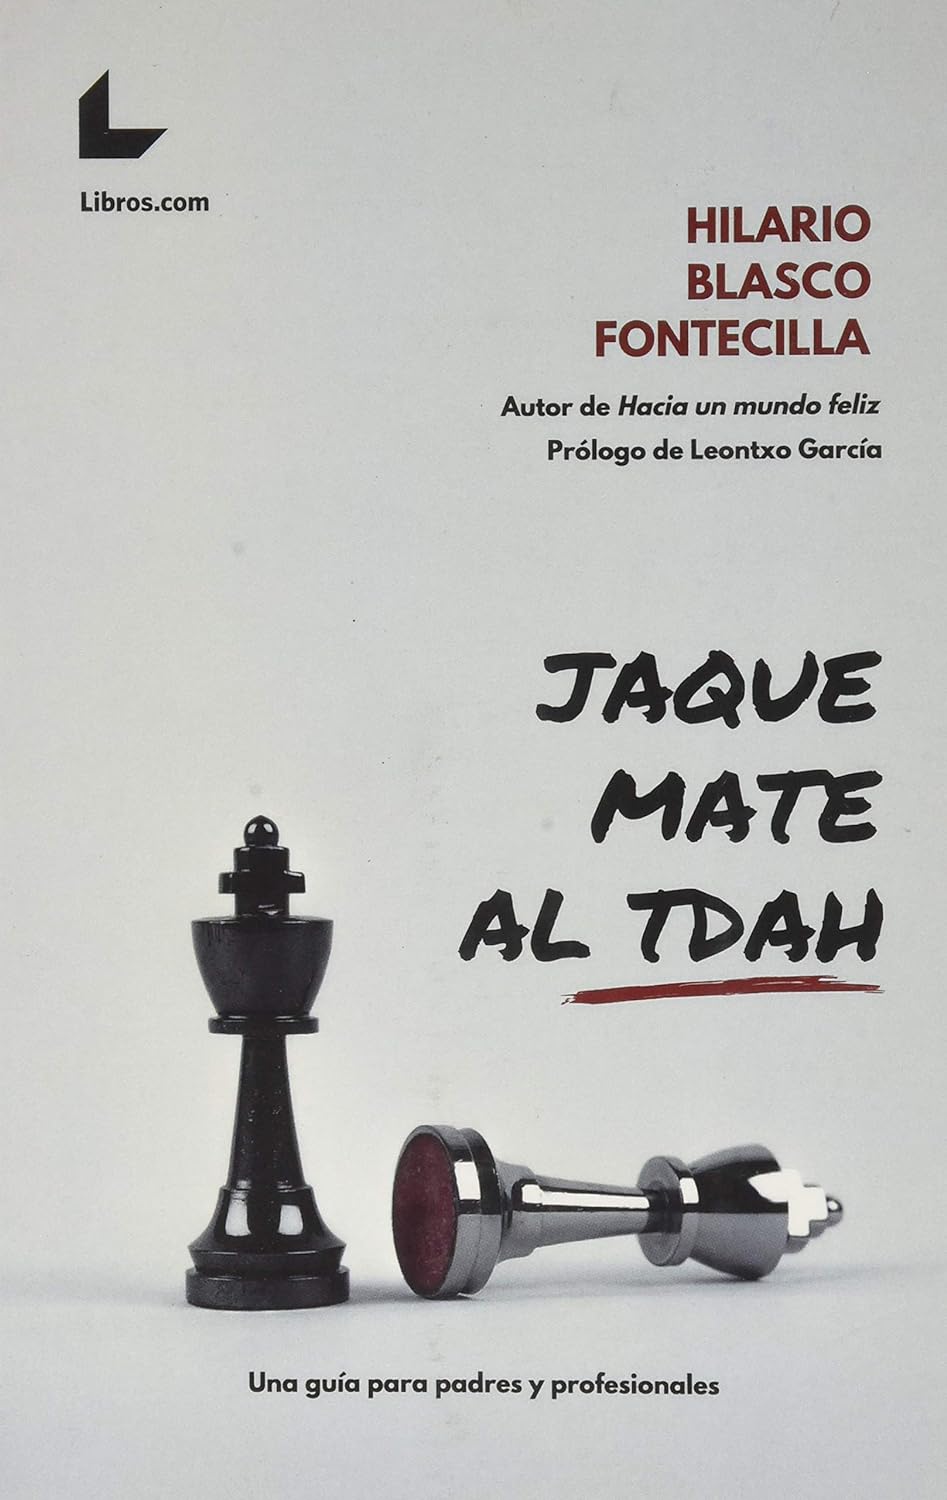 Libros.com
HILARIO
BLASCO
FONTECILLA
Autor de Hacia un mundo feliz
Prólogo de Leontxo García
JAQUE
MATE
AL TDAH
Una guía para padres y profesionales